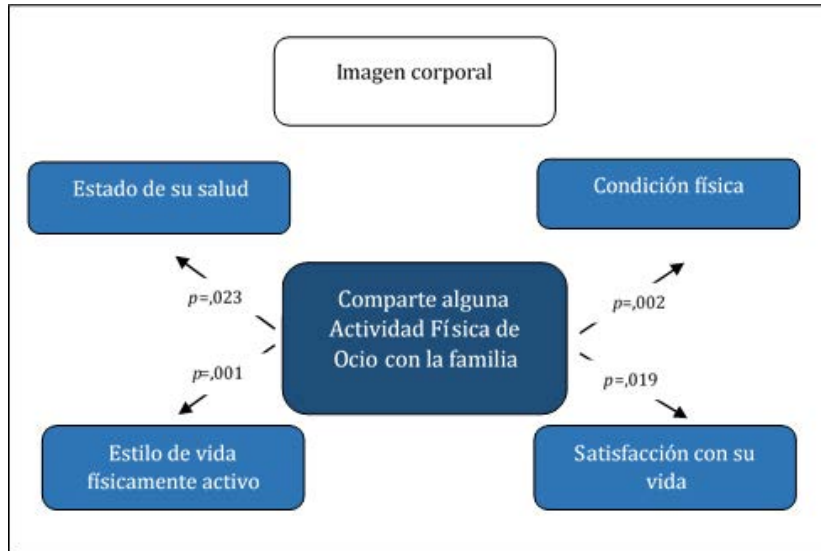 Imagen corporal
Estado de su salud
Condición física
p=,023
Comparte alguna
Actividad Física de
Ocio con la familia
p=,002
p=,001
p=,019
Estilo de vida
físicamente activo
Satisfacción con su
vida